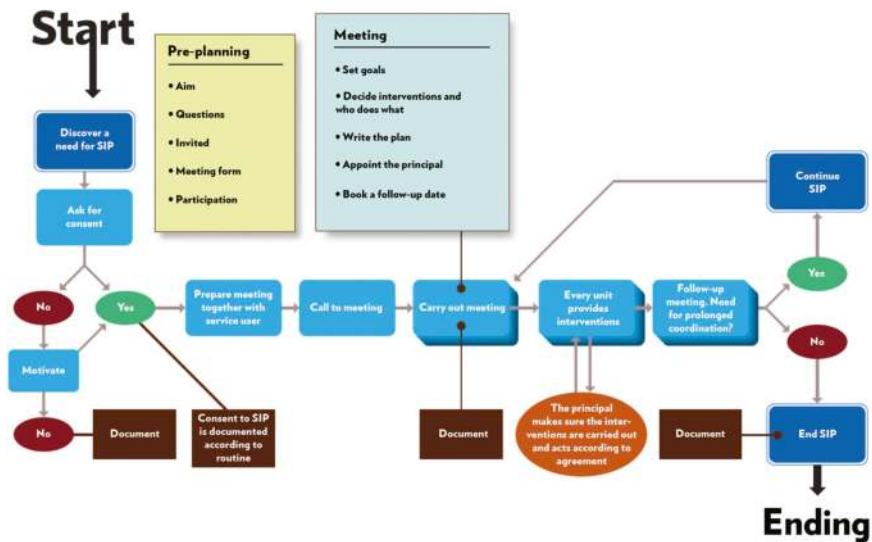 Start
Pre-planning
• Aim
• Questions
• Invited
• Meeting form
• Participation
Meeting
• Set goals
• Decide interventions and
who does what
• Write the plan
• Appoint the principal
• Book a follow-up date
Discover a
need for SIP
Ask for
consent
No
Yes
Motivate
No
Document
Consent to SIP
is documented
according to
routine
Prepare meeting
together with
service user
Call to meeting
Carry out meeting
Document
Every unit
provides
interventions
The principal
makes sure the inter-
ventions are carried out
and acts according to
agreement
Follow-up
meeting. Need
for prolonged
coordination?
Yes
Continue
SIP
No
Document
End SIP
Ending